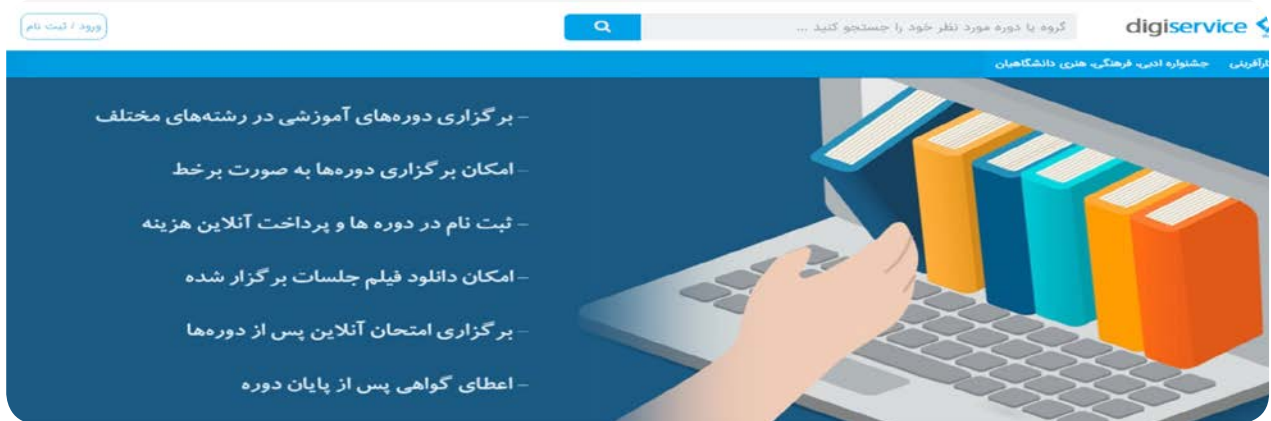 digiservice
گروه یا دوره مورد نظر خود را جستجو کنید ...
ورود / ثبت نام
جشنواره ادبی، فرهنگی، هنری دانشگاهیان
– برگزاری دوره‌های آموزشی در رشته‌های مختلف
– امکان برگزاری دوره‌ها به صورت برخط
– ثبت نام در دوره ها و پرداخت آنلاین هزینه
– امکان دانلود فیلم جلسات برگزار شده
– برگزاری امتحان آنلاین پس از دوره‌ها
– اعطای گواهی پس از پایان دوره